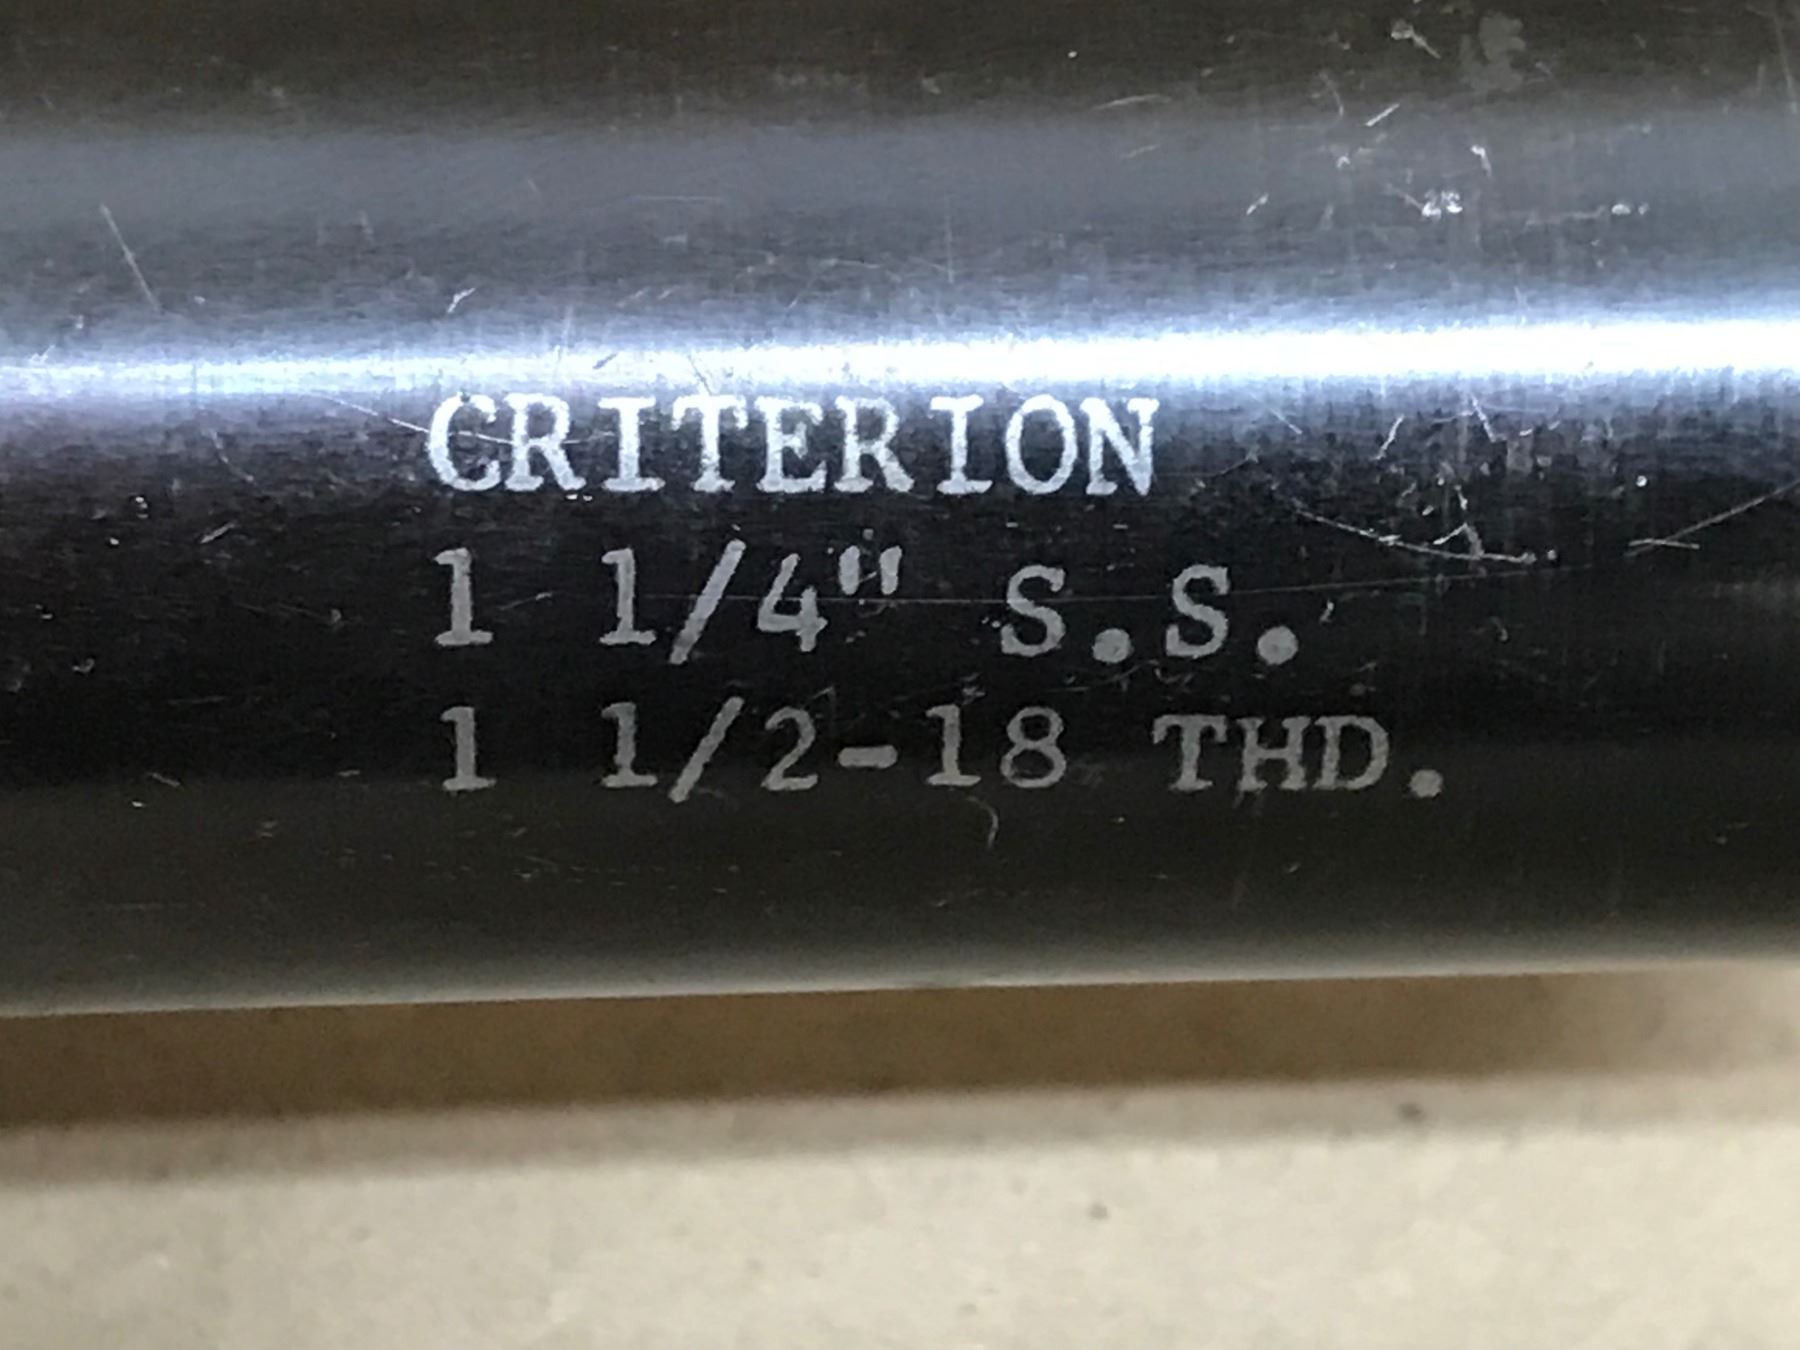 CRITERION
1 1/4" S.S.
1 1/2-18 THD.